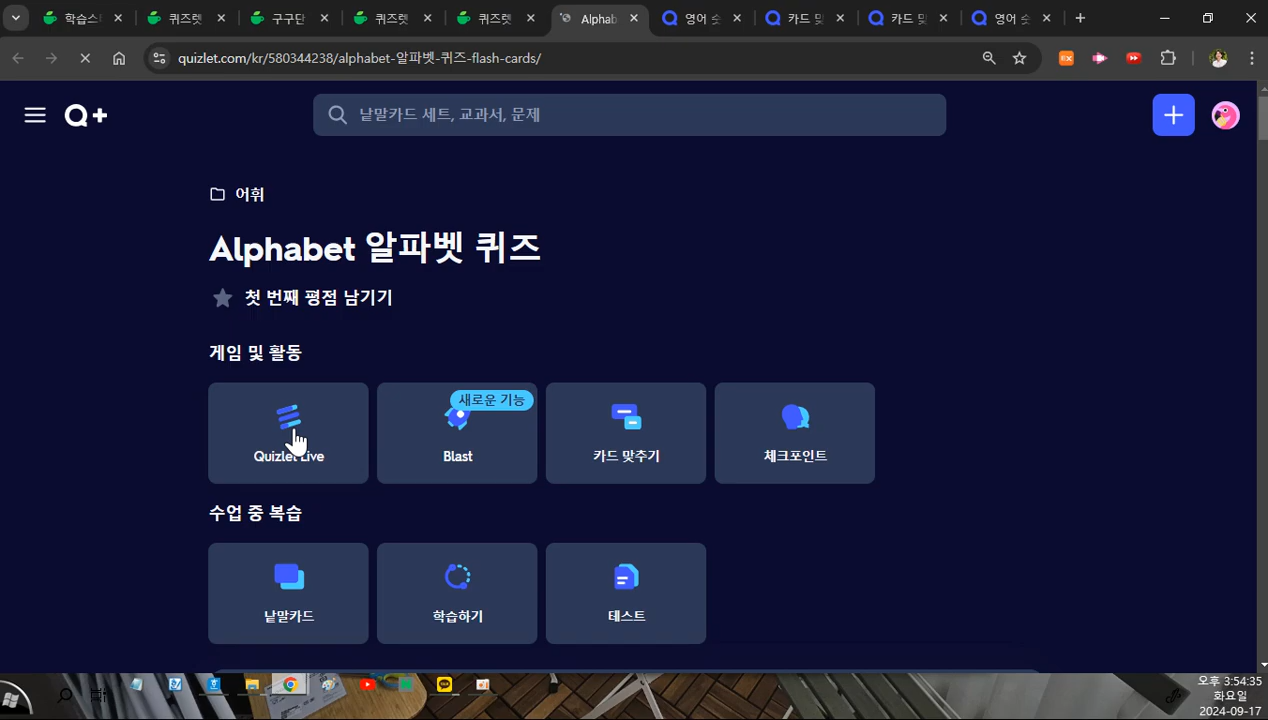 학습스
퀴즈렛
구구단
퀴즈렛
퀴즈렛
Alphab
영어 숫
카드 맞
카드 맞
영어 숫
quizlet.com/kr/580344238/alphabet-알파벳-퀴즈-flash-cards/
EX
Q+
낱말카드 세트, 교과서, 문제
어휘
Alphabet 알파벳 퀴즈
첫 번째 평점 남기기
게임 및 활동
새로운 기능
Quizlet Live
Blast
카드 맞추기
체크포인트
수업 중 복습
낱말카드
학습하기
테스트
오후 3:54:35
화요일
2024-09-17